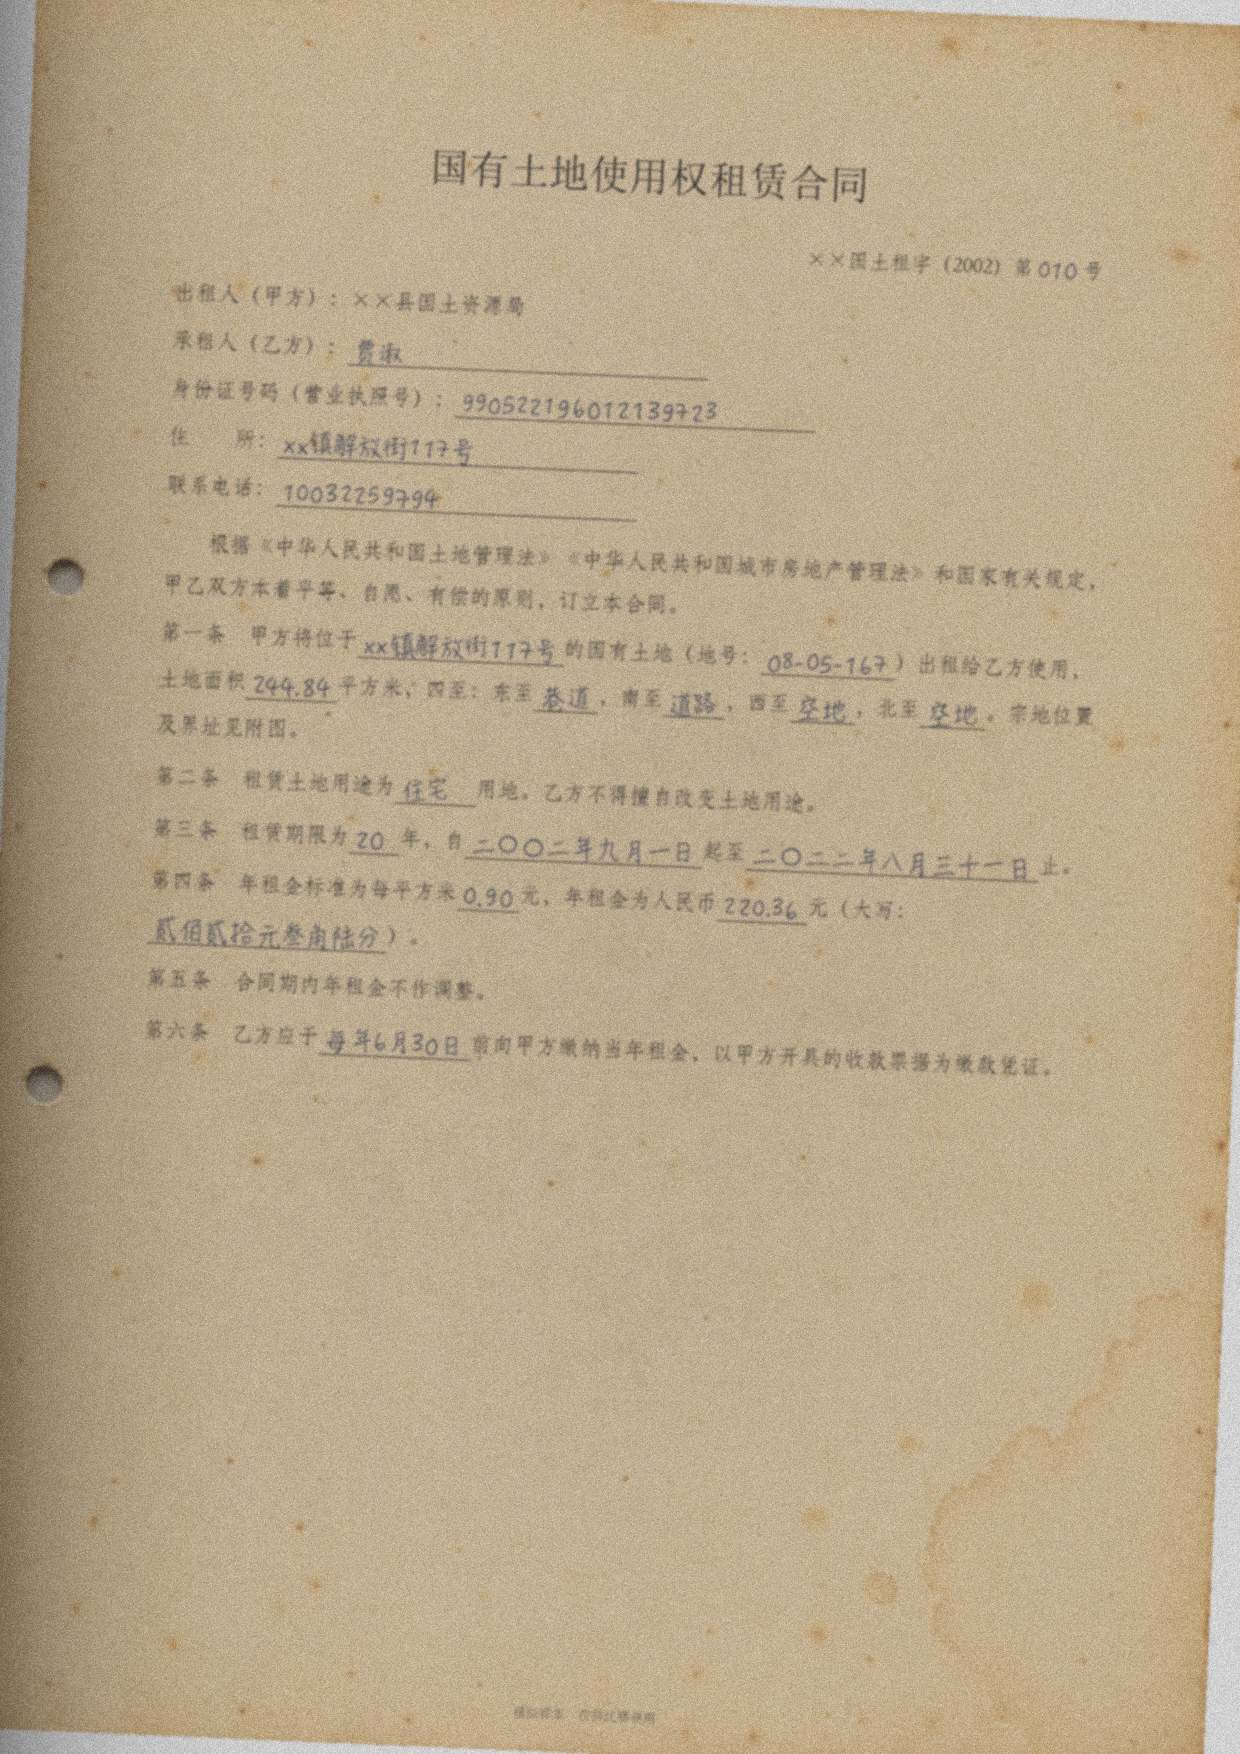 国有土地使用权租赁合同
××国土租字（2002）第010号
出租人（甲方）：××县国土资源局
承租人（乙方）：费淑
身份证号码（营业执照号）：990522196012139723
住　　所：xx镇解放街117号
联系电话：10032259794
根据《中华人民共和国土地管理法》《中华人民共和国城市房地产管理法》和国家有关规定，
甲乙双方本着平等、自愿、有偿的原则，订立本合同。
第一条　甲方将位于xx镇解放街117号的国有土地（地号：08-05-167）出租给乙方使用，
土地面积244.84平方米，四至：东至巷道，南至道路，西至空地，北至空地。宗地位置
及界址见附图。
第二条　租赁土地用途为住宅用地。乙方不得擅自改变土地用途。
第三条　租赁期限为20年，自二〇〇二年九月一日起至二〇二二年八月三十一日止。
第四条　年租金标准为每平方米0.90元，年租金为人民币220.36元（大写：
贰佰贰拾元叁角陆分）。
第五条　合同期内年租金不作调整。
第六条　乙方应于每年6月30日前向甲方缴纳当年租金，以甲方开具的收款票据为缴款凭证。